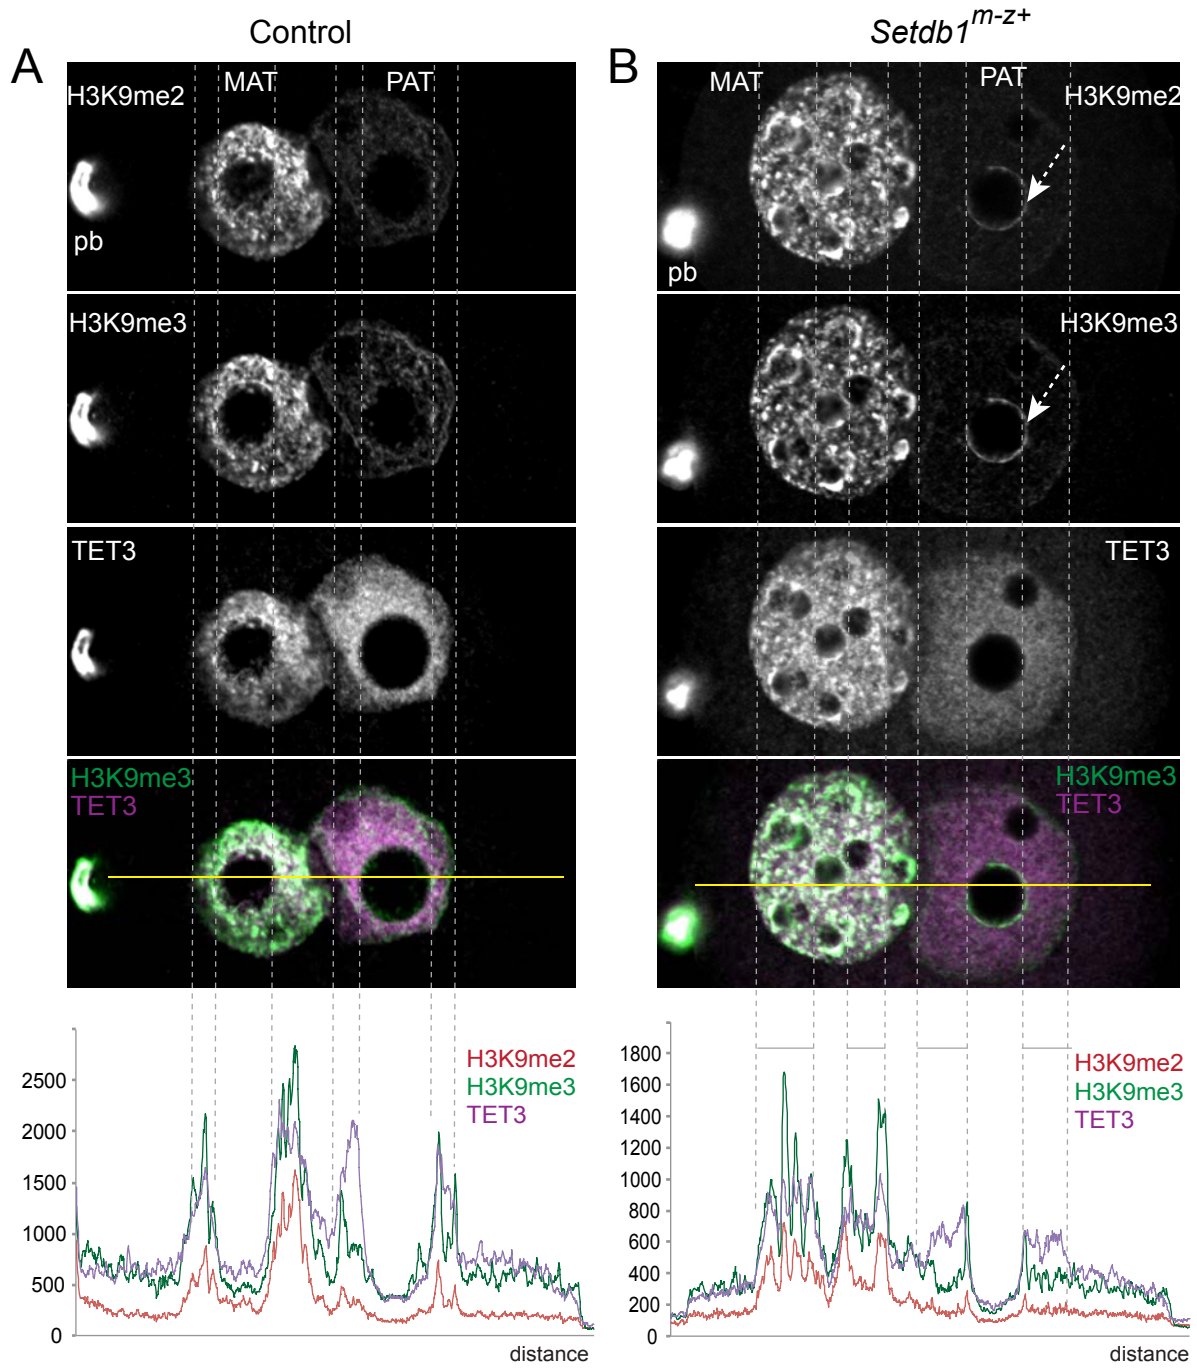 Control
Setdb1^m-z+
A
B
H3K9me2
MAT
PAT
pb
H3K9me3
TET3
H3K9me3
TET3
MAT
PAT
H3K9me2
pb
H3K9me3
TET3
H3K9me3
TET3
2500
2000
1500
1000
500
0
H3K9me2
H3K9me3
TET3
distance
1800
1600
1400
1200
1000
800
600
400
200
0
H3K9me2
H3K9me3
TET3
distance